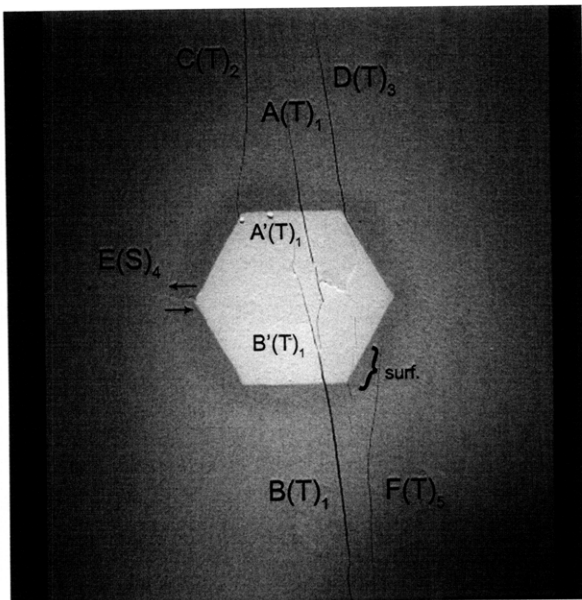 C(T)₂
D(T)₃
A(T)₁
A'(T)₁
E(S)₄
B'(T)₁
surf.
B(T)₁
F(T)₅